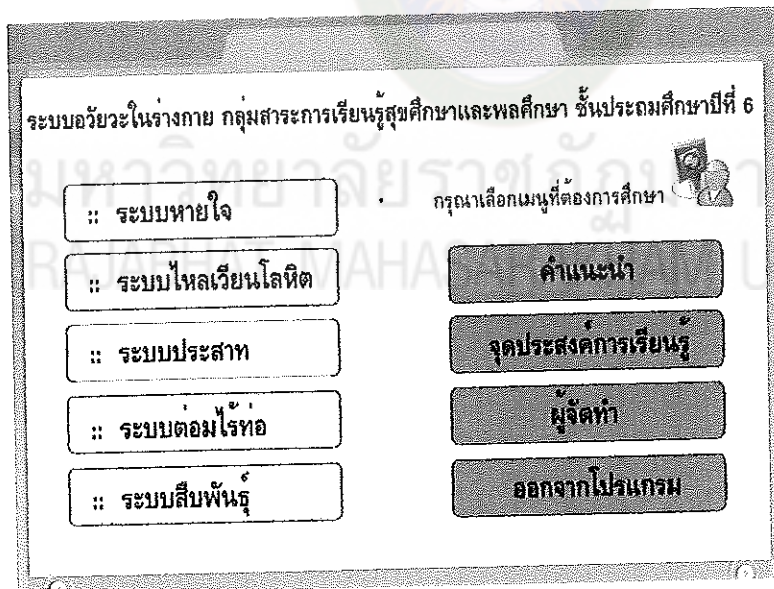 ระบบอวัยวะในร่างกาย กลุ่มสาระการเรียนรู้สุขศึกษาและพลศึกษา ชั้นประถมศึกษาปีที่ 6
กรุณาเลือกเมนูที่ต้องการศึกษา
:: ระบบหายใจ
:: ระบบไหลเวียนโลหิต
:: ระบบประสาท
:: ระบบต่อมไร้ท่อ
:: ระบบสืบพันธุ์
คำแนะนำ
จุดประสงค์การเรียนรู้
ผู้จัดทำ
ออกจากโปรแกรม